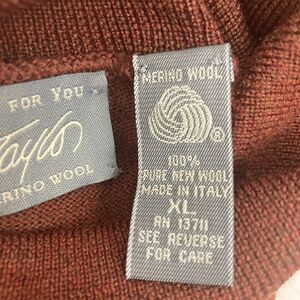 FOR YOU
Taylo
MERINO WOOL
MERINO WOOL
®
100%
PURE NEW WOOL
MADE IN ITALY
XL
RN 13711
SEE REVERSE
FOR CARE